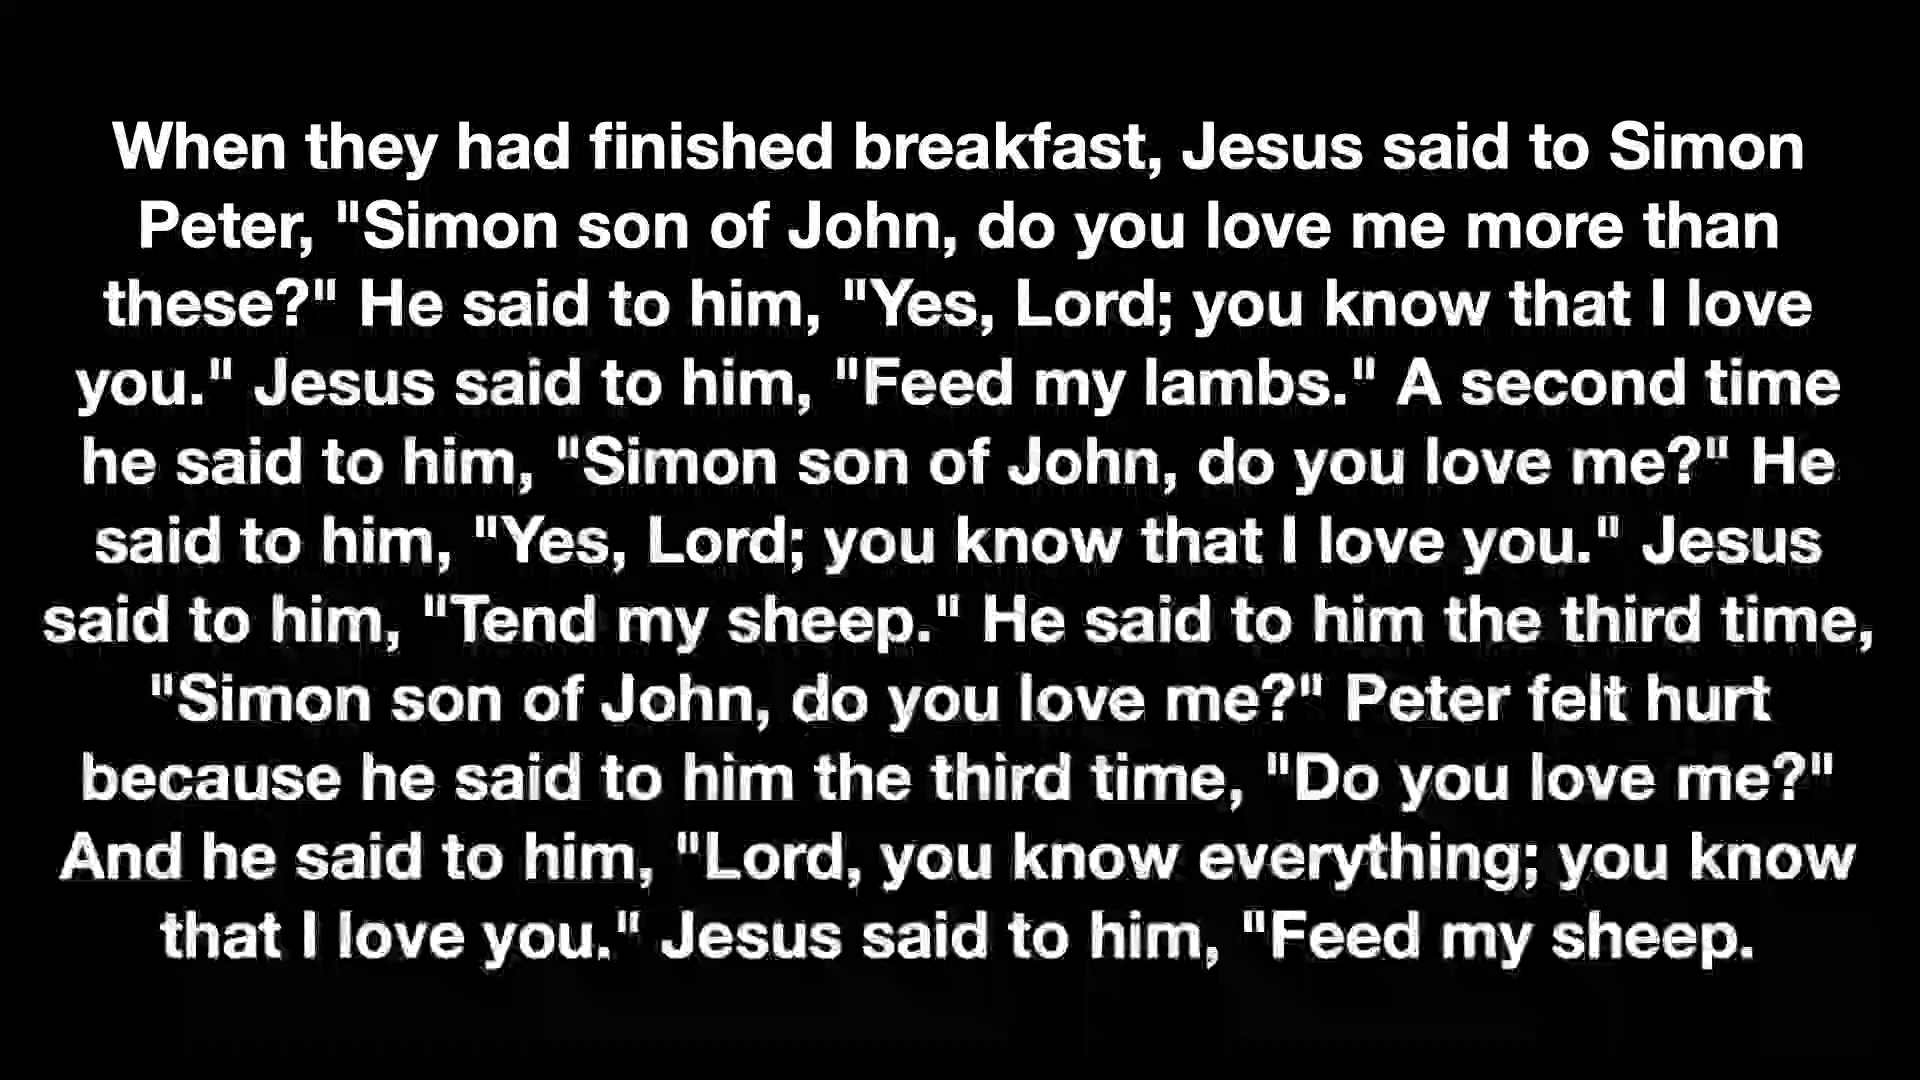 When they had finished breakfast, Jesus said to Simon
Peter, "Simon son of John, do you love me more than
these?" He said to him, "Yes, Lord; you know that I love
you." Jesus said to him, "Feed my lambs." A second time
he said to him, "Simon son of John, do you love me?" He
said to him, "Yes, Lord; you know that I love you." Jesus
said to him, "Tend my sheep." He said to him the third time,
"Simon son of John, do you love me?" Peter felt hurt
because he said to him the third time, "Do you love me?"
And he said to him, "Lord, you know everything; you know
that I love you." Jesus said to him, "Feed my sheep.